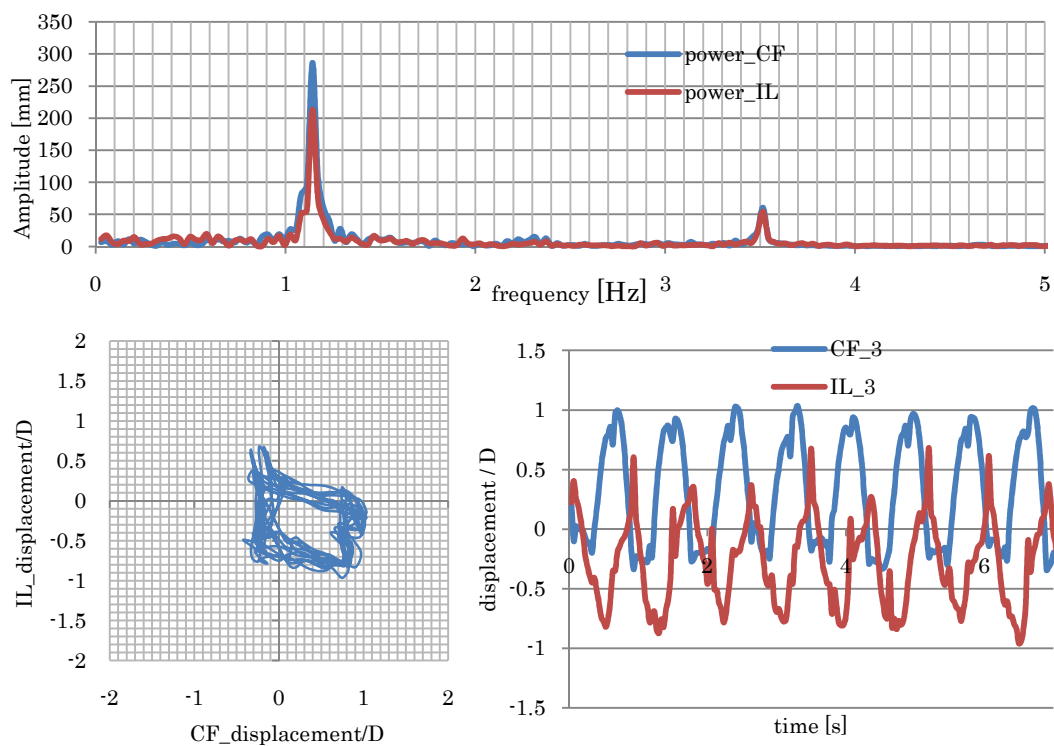 350
300
250
200
150
100
50
0
Amplitude [mm]
power_CF
power_IL
0 1 2 3 4 5
frequency [Hz]
2
1.5
1
0.5
0
-0.5
-1
-1.5
-2
IL_displacement/D
-2 -1 0 1 2
CF_displacement/D
1.5
1
0.5
0
-0.5
-1
-1.5
displacement / D
CF_3
IL_3
0 2 4 6
time [s]